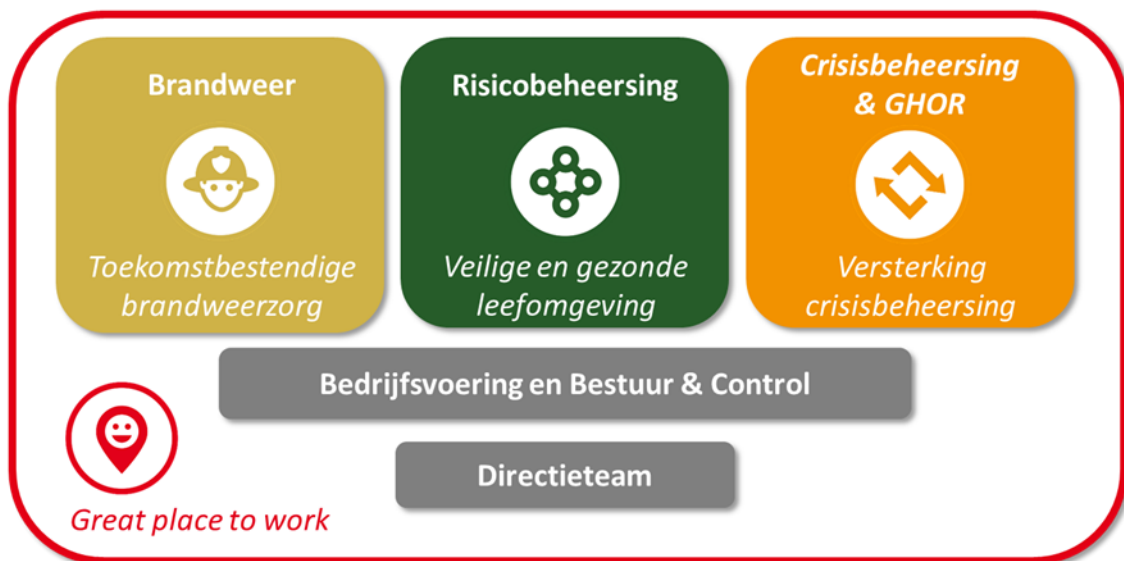 Brandweer
Toekomstbestendige
brandweerzorg
Risicobeheersing
Veilige en gezonde
leefomgeving
Crisisbeheersing
& GHOR
Versterking
crisisbeheersing
Bedrijfsvoering en Bestuur & Control
Directieteam
Great place to work